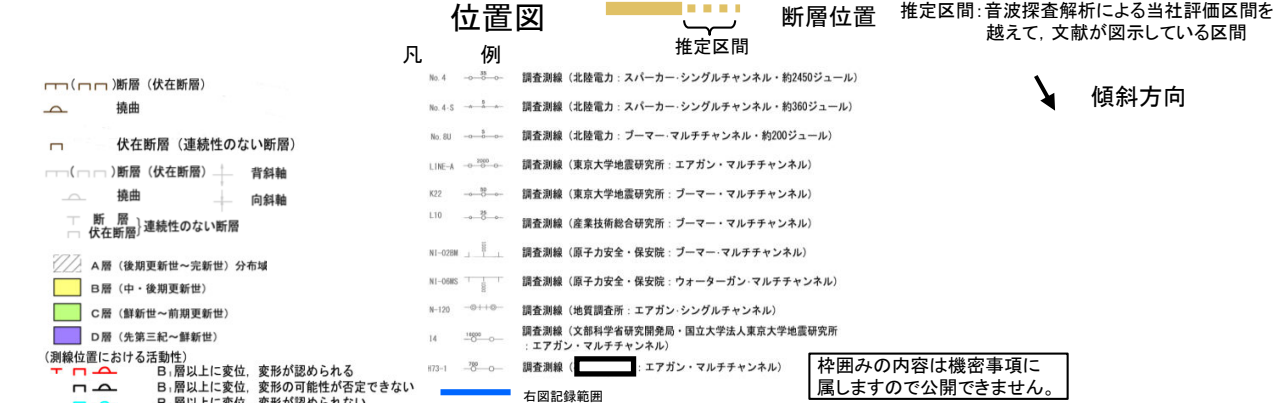 位置図
断層位置
推定区間
推定区間:音波探査解析による当社評価区間を
越えて,文献が図示している区間
傾斜方向
凡 例
( )断層(伏在断層)
撓曲
伏在断層(連続性のない断層)
( )断層(伏在断層)
背斜軸
撓曲
向斜軸
断層
伏在断層}連続性のない断層
A層(後期更新世~完新世)分布域
B層(中・後期更新世)
C層(鮮新世~前期更新世)
D層(先第三紀~鮮新世)
(測線位置における活動性)
B₁層以上に変位,変形が認められる
B₁層以上に変位,変形の可能性が否定できない
B₁層以上に変位,変形が認められない
No.4 調査測線(北陸電力:スパーカー・シングルチャンネル・約2450ジュール)
No.4-S 調査測線(北陸電力:スパーカー・シングルチャンネル・約360ジュール)
No.8U 調査測線(北陸電力:ブーマー・マルチチャンネル・約200ジュール)
LINE-A 2000 調査測線(東京大学地震研究所:エアガン・マルチチャンネル)
K22 調査測線(東京大学地震研究所:ブーマー・マルチチャンネル)
L10 調査測線(産業技術総合研究所:ブーマー・マルチチャンネル)
NI-02BM 調査測線(原子力安全・保安院:ブーマー・マルチチャンネル)
NI-06WS 調査測線(原子力安全・保安院:ウォーターガン・マルチチャンネル)
N-120 調査測線(地質調査所:エアガン・シングルチャンネル)
I4 調査測線(文部科学省研究開発局・国立大学法人東京大学地震研究所
:エアガン・マルチチャンネル)
H73-1 700 調査測線( :エアガン・マルチチャンネル)
右図記録範囲
枠囲みの内容は機密事項に
属しますので公開できません。